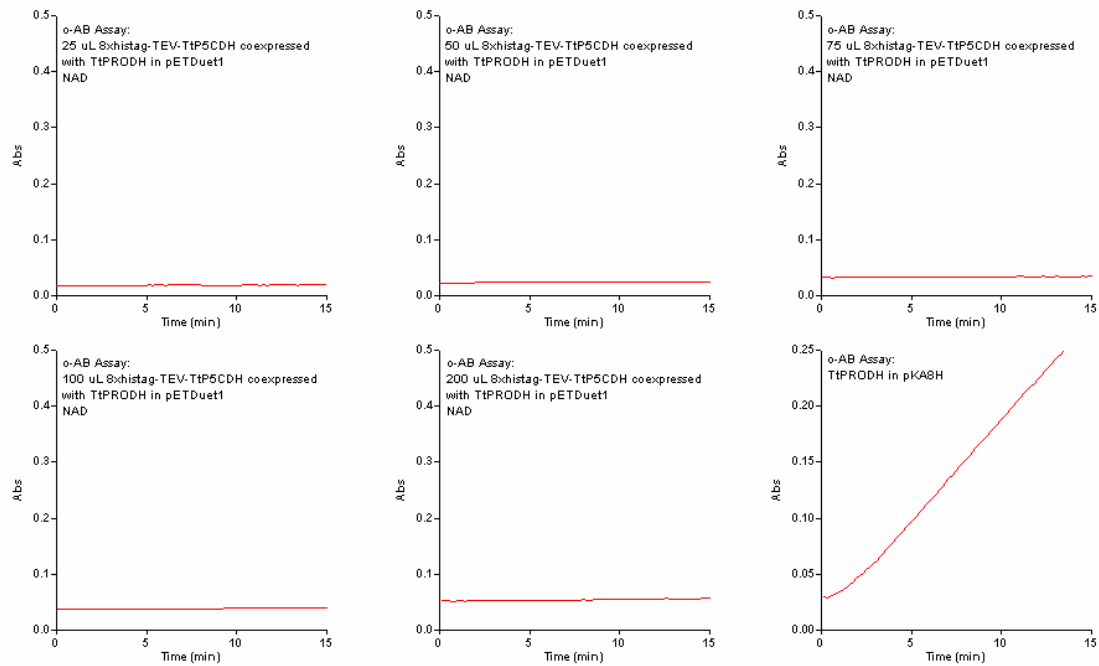 0.5
o-AB Assay:
25 uL 8xhistag-TEV-TtP5CDH coexpressed
with TtPRODH in pETDuet1
NAD
0.4
0.3
Abs
0.2
0.1
0.0
0 5 10 15
Time (min)
0.5
o-AB Assay:
50 uL 8xhistag-TEV-TtP5CDH coexpressed
with TtPRODH in pETDuet1
NAD
0.4
0.3
Abs
0.2
0.1
0.0
0 5 10 15
Time (min)
0.5
o-AB Assay:
75 uL 8xhistag-TEV-TtP5CDH coexpressed
with TtPRODH in pETDuet1
NAD
0.4
0.3
Abs
0.2
0.1
0.0
0 5 10 15
Time (min)
0.5
o-AB Assay:
100 uL 8xhistag-TEV-TtP5CDH coexpressed
with TtPRODH in pETDuet1
NAD
0.4
0.3
Abs
0.2
0.1
0.0
0 5 10 15
Time (min)
0.5
o-AB Assay:
200 uL 8xhistag-TEV-TtP5CDH coexpressed
with TtPRODH in pETDuet1
NAD
0.4
0.3
Abs
0.2
0.1
0.0
0 5 10 15
Time (min)
0.25
o-AB Assay:
TtPRODH in pKA8H
0.20
0.15
Abs
0.10
0.05
0.00
0 5 10 15
Time (min)